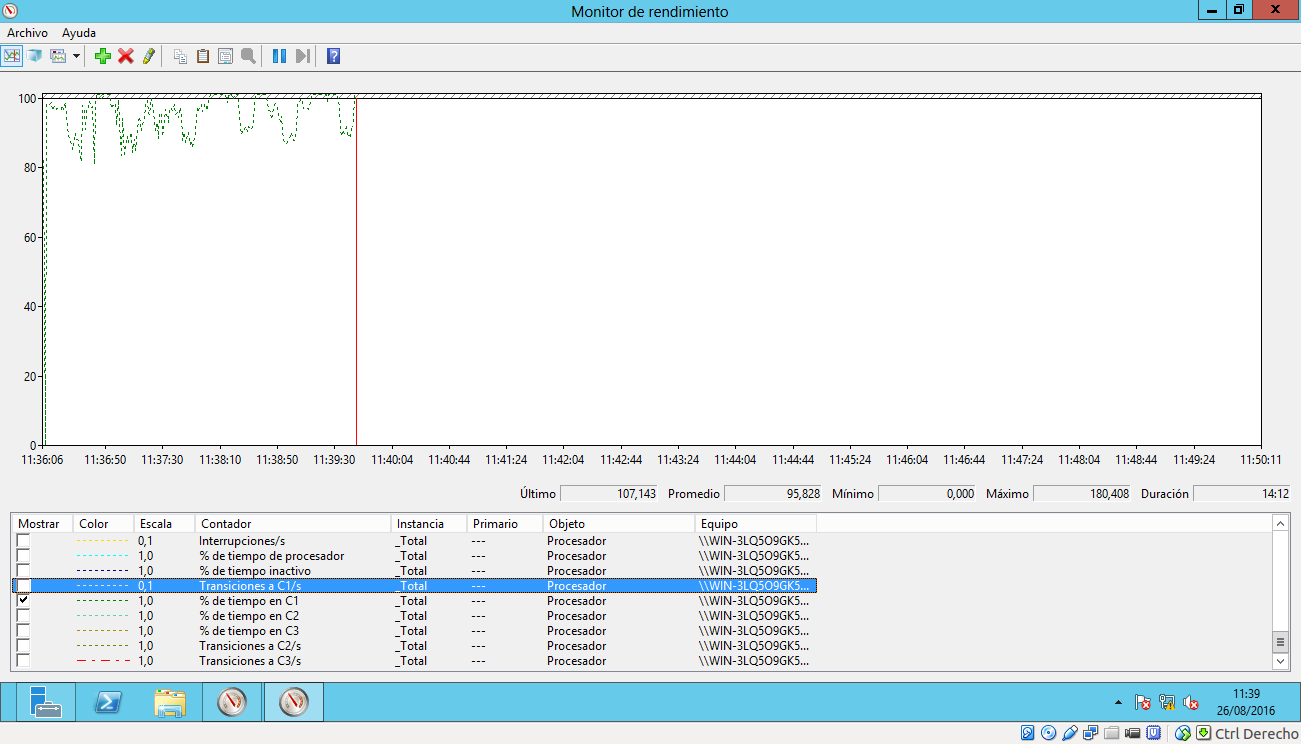 Monitor de rendimiento
Archivo Ayuda
100
80
60
40
20
0
11:36:06 11:36:50 11:37:30 11:38:10 11:38:50 11:39:30 11:40:04 11:40:44 11:41:24 11:42:04 11:42:44 11:43:24 11:44:04 11:44:44 11:45:24 11:46:04 11:46:44 11:47:24 11:48:04 11:48:44 11:49:24 11:50:11
Último 107,143 Promedio 95,828 Mínimo 0,000 Máximo 180,408 Duración 14:12
Mostrar Color Escala Contador Instancia Primario Objeto Equipo
0,1 Interrupciones/s _Total --- Procesador \\WIN-3LQ5O9GK5...
1,0 % de tiempo de procesador _Total --- Procesador \\WIN-3LQ5O9GK5...
1,0 % de tiempo inactivo _Total --- Procesador \\WIN-3LQ5O9GK5...
0,1 Transiciones a C1/s _Total --- Procesador \\WIN-3LQ5O9GK5...
1,0 % de tiempo en C1 _Total --- Procesador \\WIN-3LQ5O9GK5...
1,0 % de tiempo en C2 _Total --- Procesador \\WIN-3LQ5O9GK5...
1,0 % de tiempo en C3 _Total --- Procesador \\WIN-3LQ5O9GK5...
1,0 Transiciones a C2/s _Total --- Procesador \\WIN-3LQ5O9GK5...
1,0 Transiciones a C3/s _Total --- Procesador \\WIN-3LQ5O9GK5...
11:39
26/08/2016
Ctrl Derecho